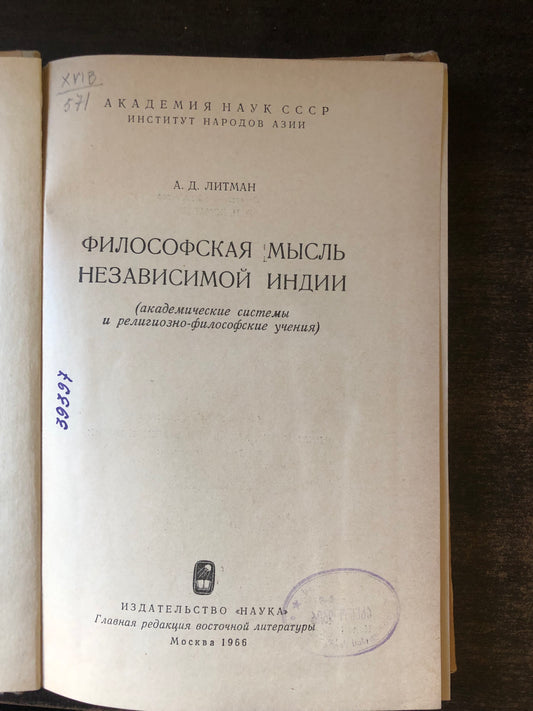 XVIIB
571
АКАДЕМИЯ НАУК СССР
ИНСТИТУТ НАРОДОВ АЗИИ
А. Д. ЛИТМАН
ФИЛОСОФСКАЯ МЫСЛЬ
НЕЗАВИСИМОЙ ИНДИИ
(академические системы
и религиозно-философские учения)
39397
ИЗДАТЕЛЬСТВО «НАУКА»
Главная редакция восточной литературы
Москва 1966